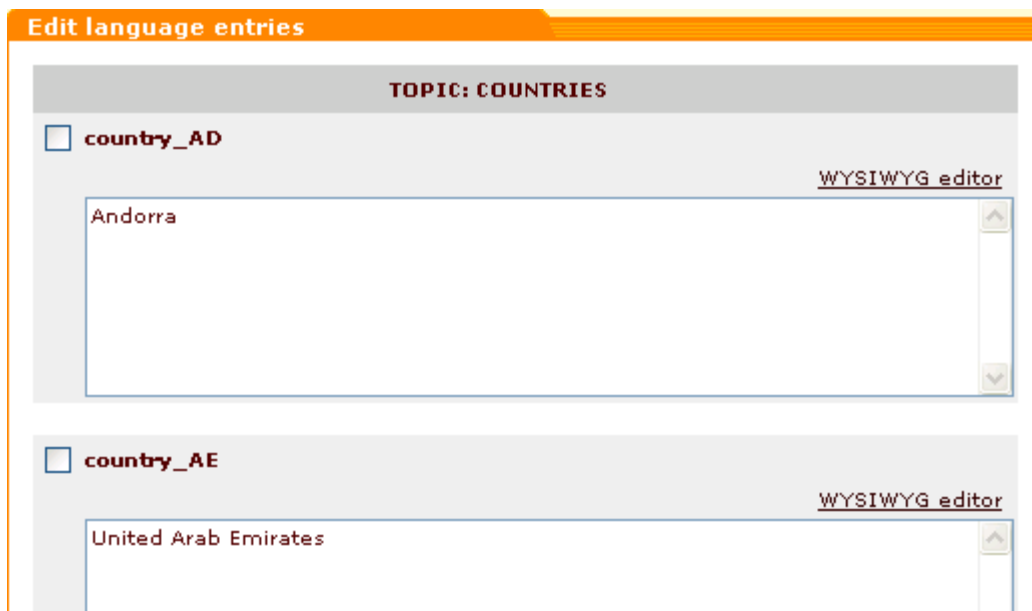 Edit language entries
TOPIC: COUNTRIES
country_AD
WYSIWYG editor
Andorra
country_AE
WYSIWYG editor
United Arab Emirates